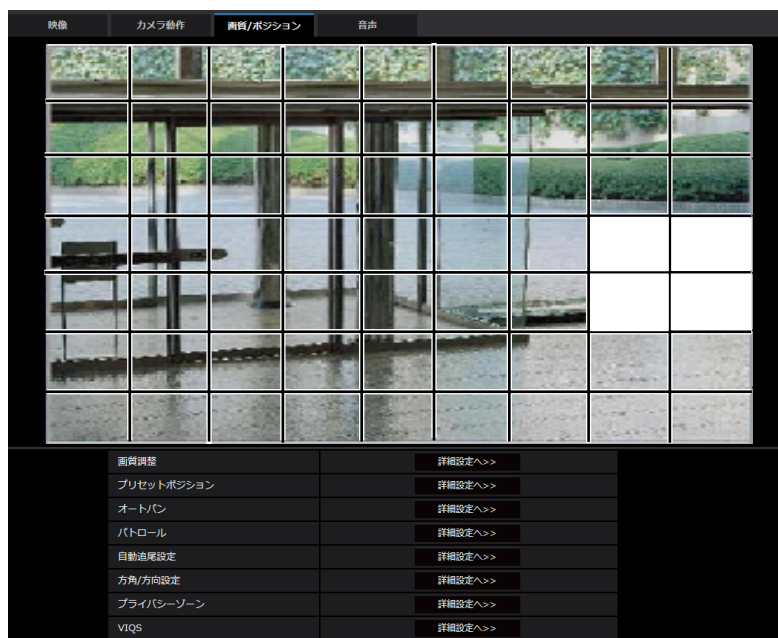 映像 カメラ動作 画質/ポジション 音声
画質調整 詳細設定へ>>
プリセットポジション 詳細設定へ>>
オートパン 詳細設定へ>>
パトロール 詳細設定へ>>
自動追尾設定 詳細設定へ>>
方角/方向設定 詳細設定へ>>
プライバシーゾーン 詳細設定へ>>
VIQS 詳細設定へ>>